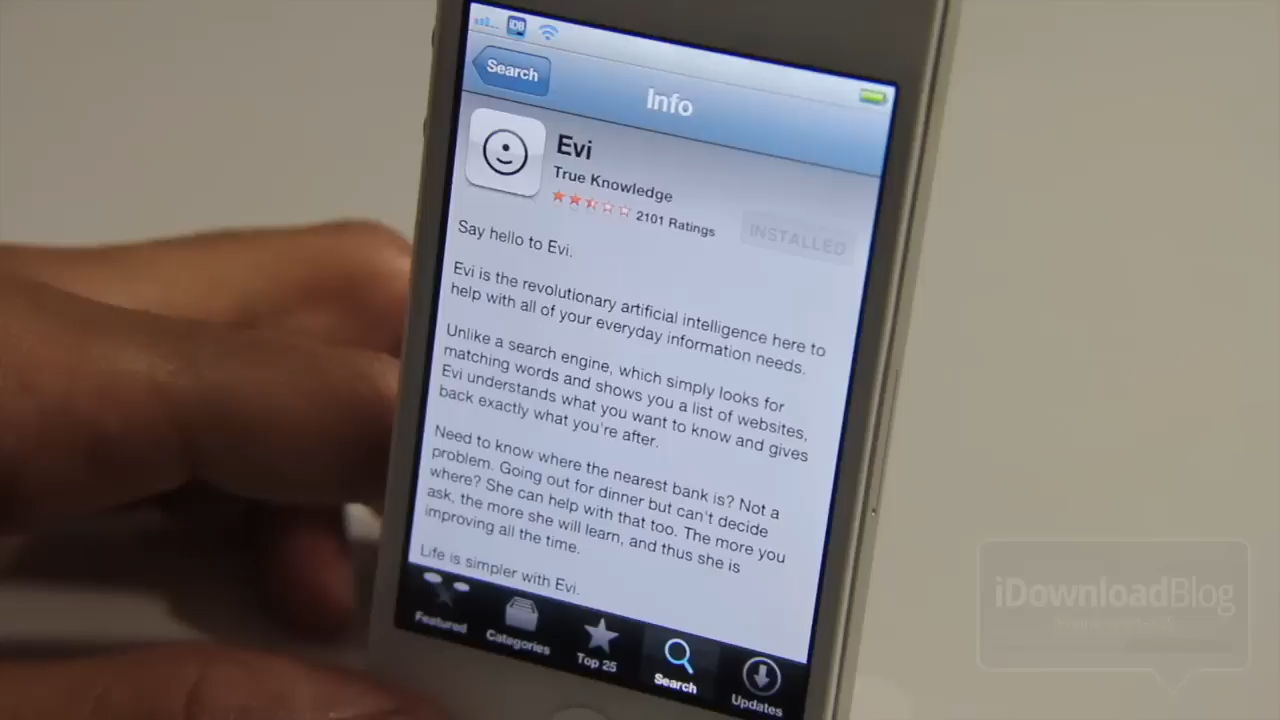 iDB
Search
Info
Evi
True Knowledge
2101 Ratings
INSTALLED
Say hello to Evi.
Evi is the revolutionary artificial intelligence here to
help with all of your everyday information needs.
Unlike a search engine, which simply looks for
matching words and shows you a list of websites,
Evi understands what you want to know and gives
back exactly what you're after.
Need to know where the nearest bank is? Not a
problem. Going out for dinner but can't decide
where? She can help with that too. The more you
ask, the more she will learn, and thus she is
improving all the time.
Life is simpler with Evi.
Featured
Categories
Top 25
Search
Updates
iDownloadBlog